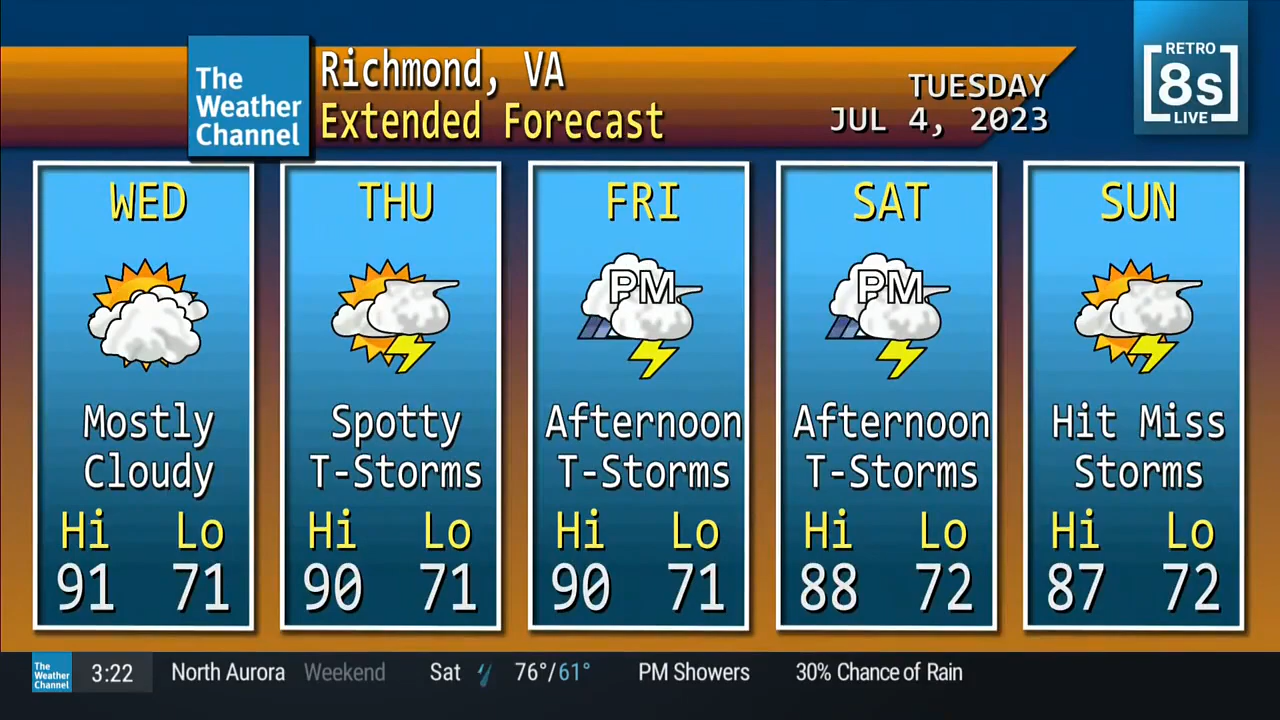 The
Weather
Channel
Richmond, VA
Extended Forecast
TUESDAY
JUL 4, 2023
RETRO
8s
LIVE
WED
Mostly
Cloudy
Hi Lo
91 71
THU
Spotty
T-Storms
Hi Lo
90 71
FRI
PM
Afternoon
T-Storms
Hi Lo
90 71
SAT
PM
Afternoon
T-Storms
Hi Lo
88 72
SUN
Hit Miss
Storms
Hi Lo
87 72
The
Weather
Channel
3:22 North Aurora Weekend Sat 76°/61° PM Showers 30% Chance of Rain